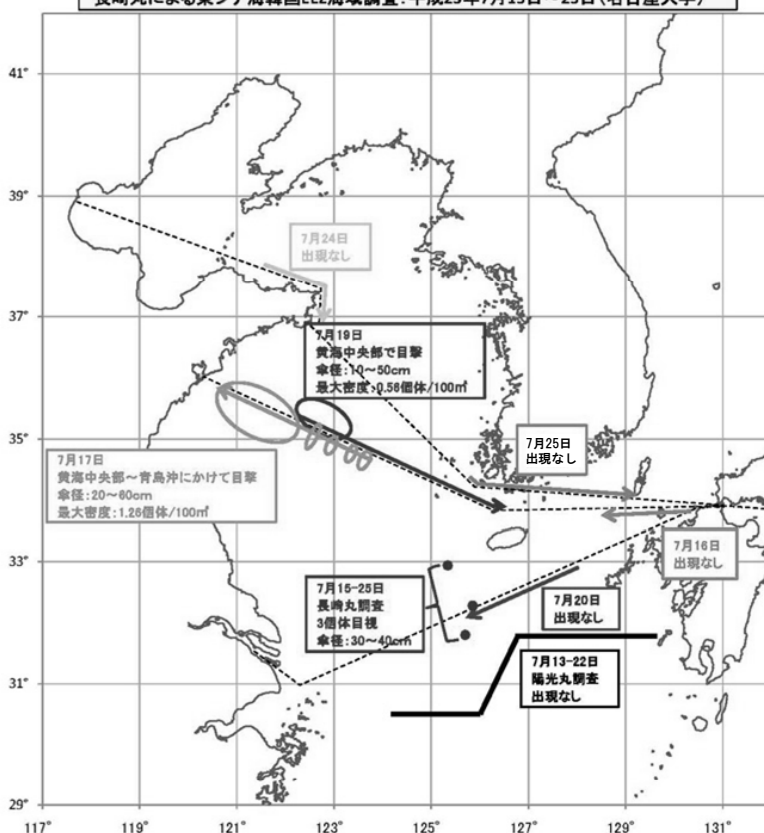 長崎丸による東シナ海韓国EEZ海域調査:平成25年7月15日~25日(名古屋大学)
41°
39°
7月24日
出現なし
37°
7月19日
黄海中央部で目撃
傘径:10~50cm
最大密度:0.56個体/100㎡
35°
7月25日
出現なし
7月17日
黄海中央部~青島沖にかけて目撃
傘径:20~60cm
最大密度:1.26個体/100㎡
33°
7月16日
出現なし
7月15-25日
長崎丸調査
3個体目視
傘径:30~40cm
7月20日
出現なし
31°
7月13-22日
陽光丸調査
出現なし
29°
117°
119°
121°
123°
125°
127°
129°
131°